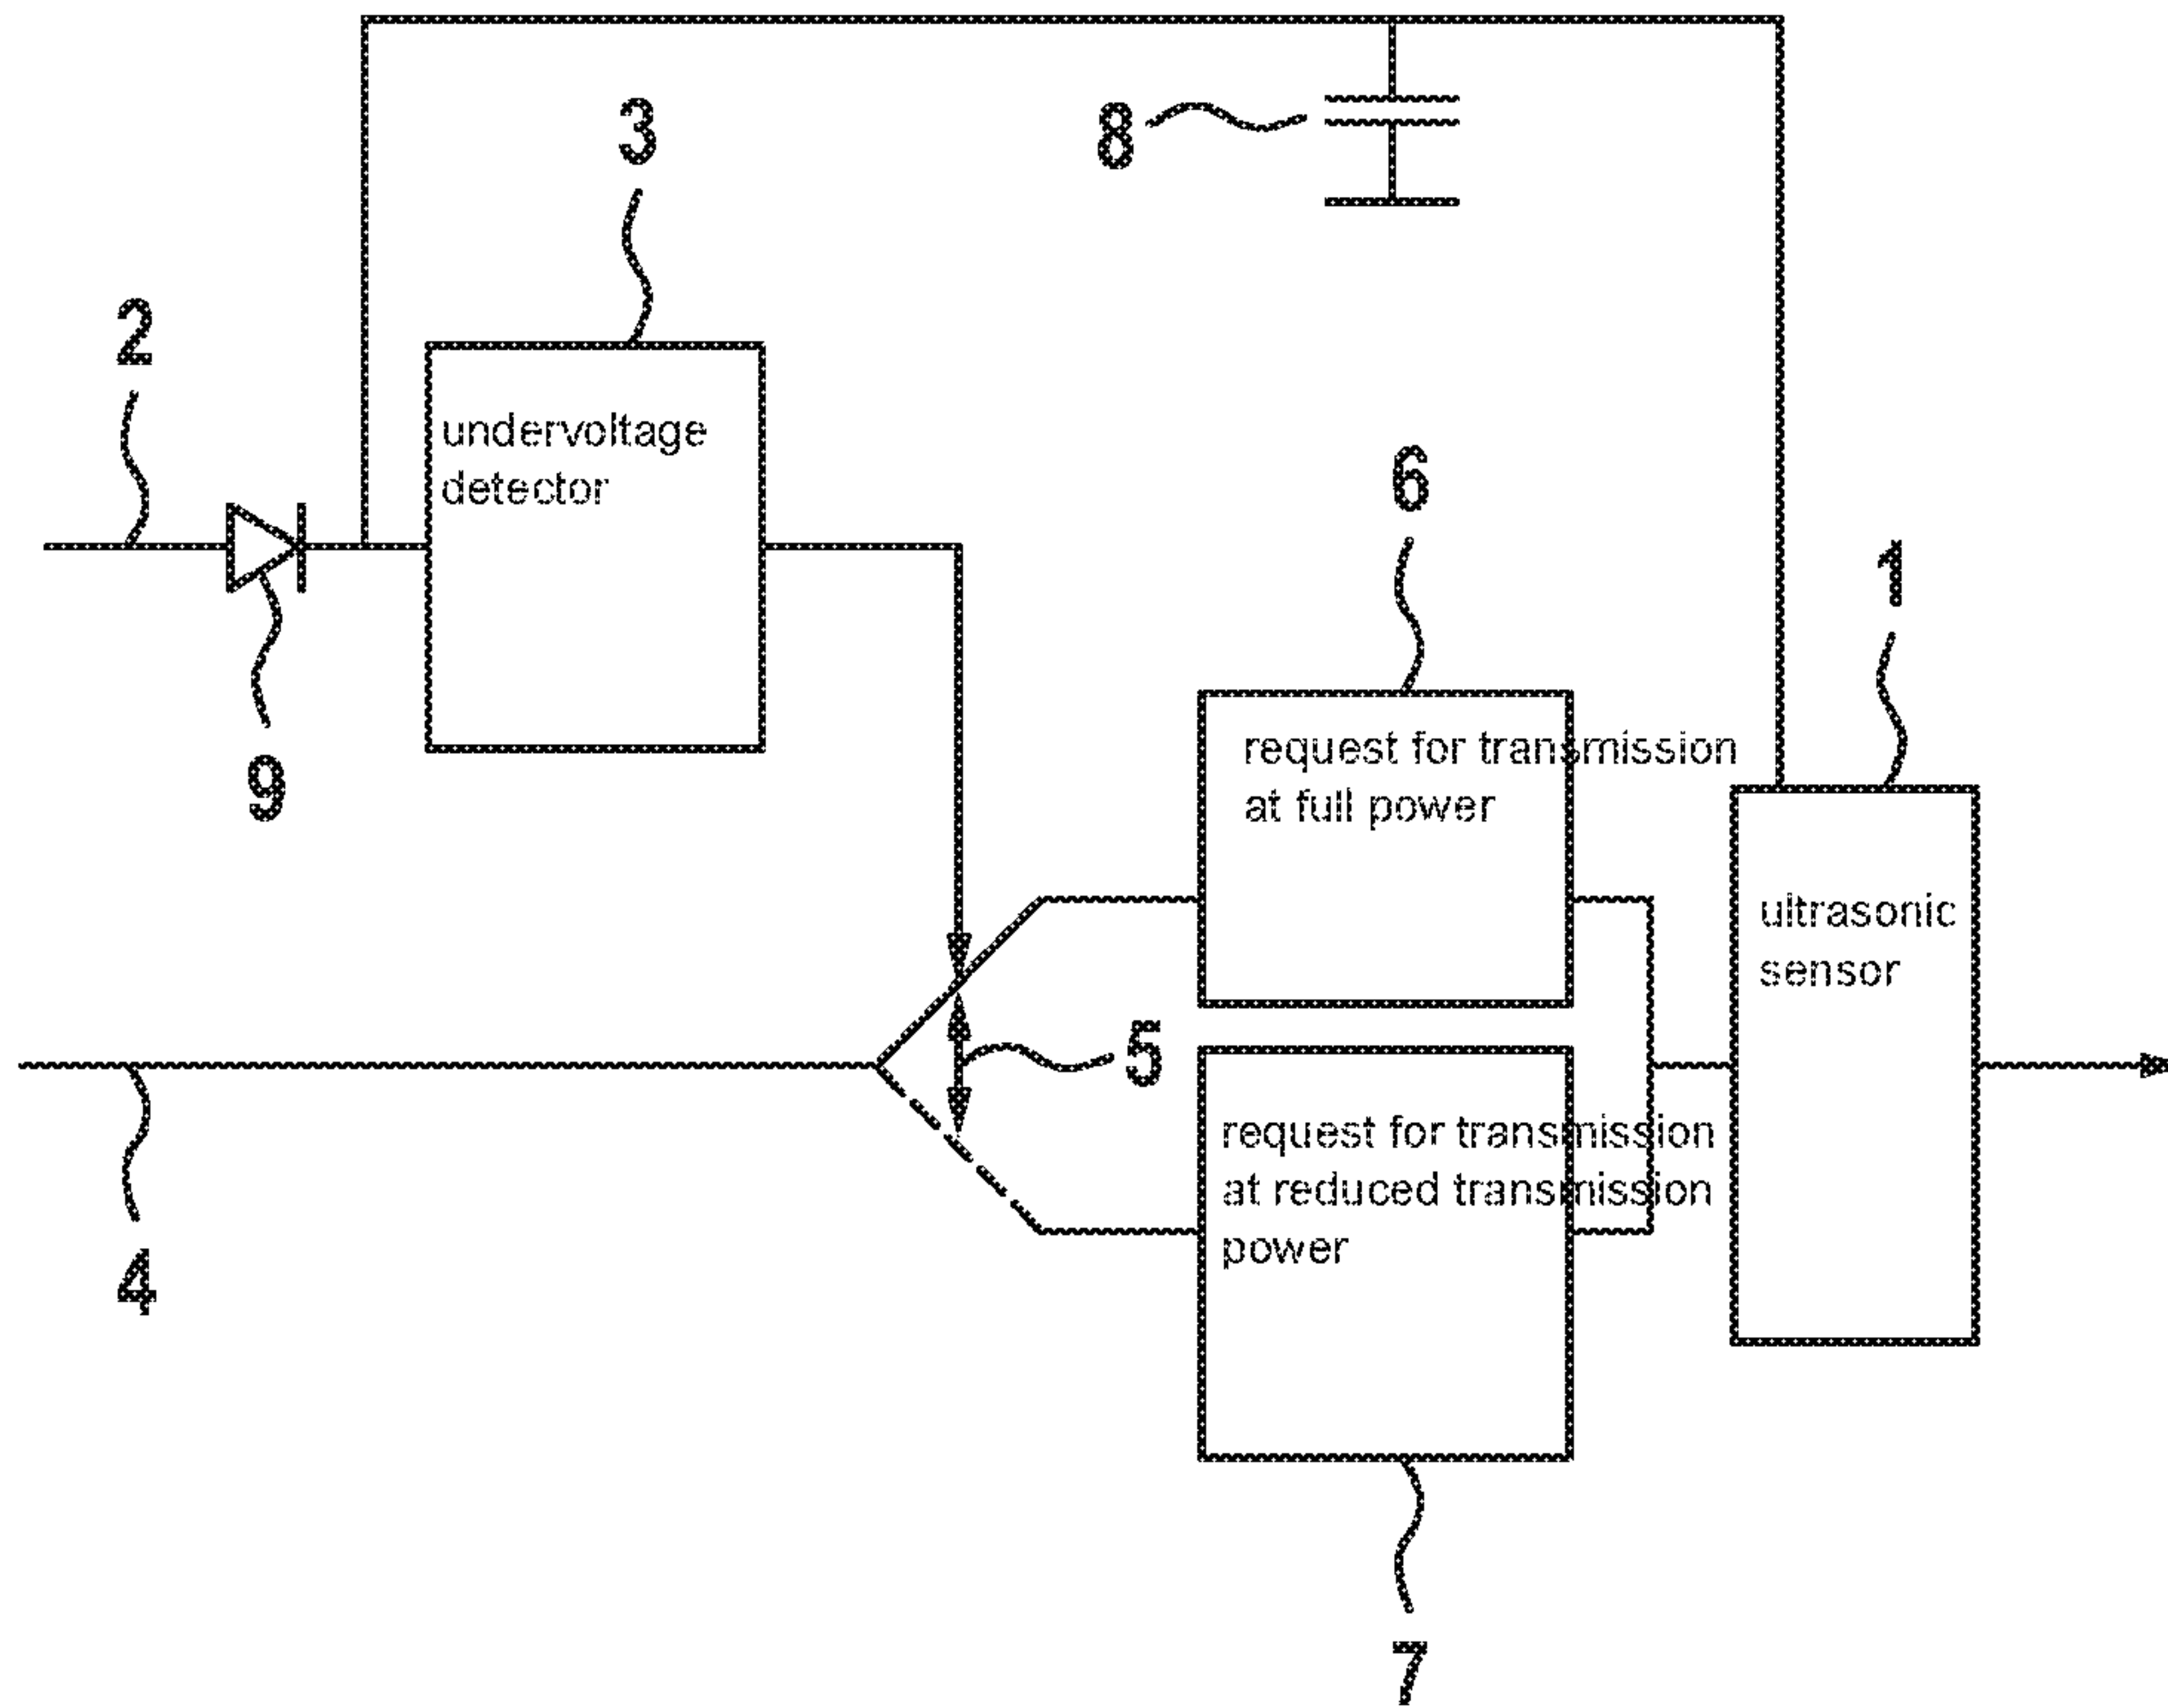 3
8
2
undervoltage
detector
6
1
9
request for transmission
at full power
ultrasonic
sensor
5
request for transmission
at reduced transmission
power
4
7